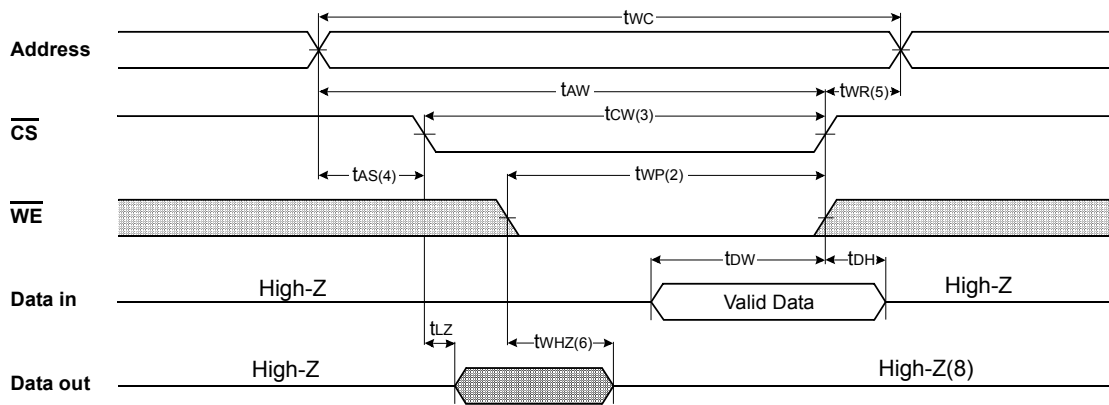 tWC
Address
tAW
tWR(5)
tCW(3)
CS
tAS(4)
tWP(2)
WE
tDW
tDH
High-Z
Valid Data
High-Z
Data in
tLZ
tWHZ(6)
High-Z
High-Z(8)
Data out